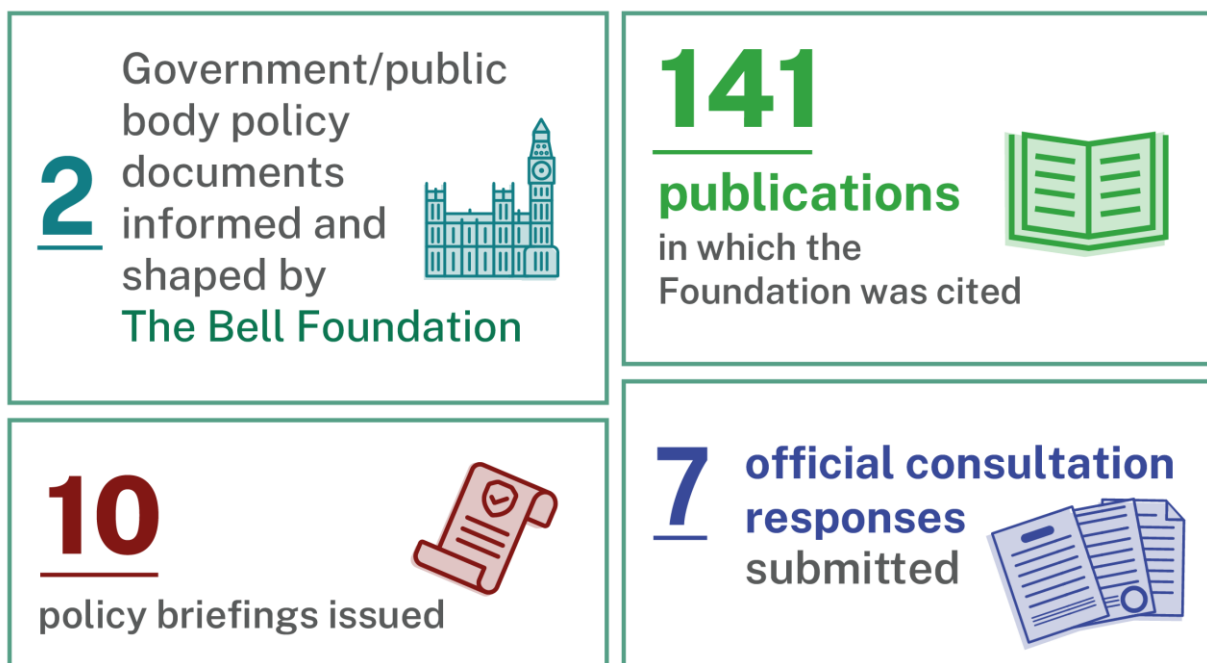 2
Government/public
body policy
documents
informed and
shaped by
The Bell Foundation
141
publications
in which the
Foundation was cited
10
policy briefings issued
7
official consultation
responses
submitted